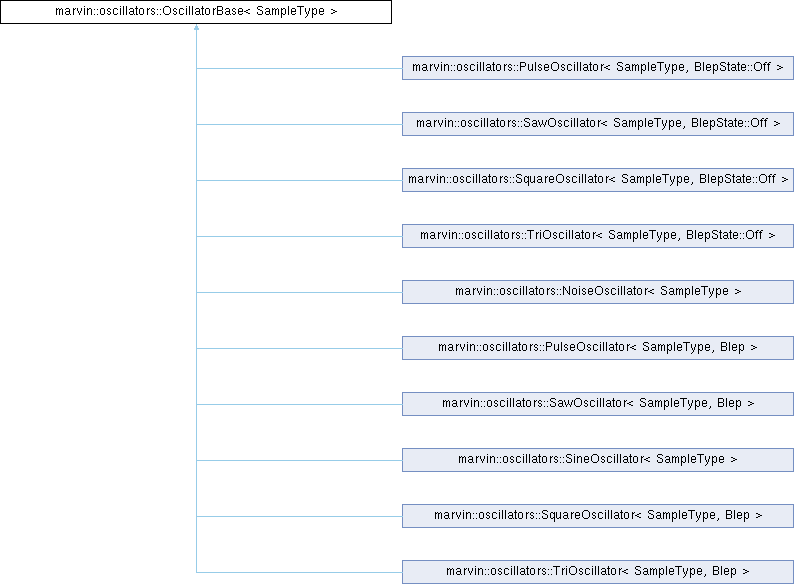 marvin::oscillators::OscillatorBase< SampleType >
marvin::oscillators::PulseOscillator< SampleType, BlepState::Off >
marvin::oscillators::SawOscillator< SampleType, BlepState::Off >
marvin::oscillators::SquareOscillator< SampleType, BlepState::Off >
marvin::oscillators::TriOscillator< SampleType, BlepState::Off >
marvin::oscillators::NoiseOscillator< SampleType >
marvin::oscillators::PulseOscillator< SampleType, Blep >
marvin::oscillators::SawOscillator< SampleType, Blep >
marvin::oscillators::SineOscillator< SampleType >
marvin::oscillators::SquareOscillator< SampleType, Blep >
marvin::oscillators::TriOscillator< SampleType, Blep >